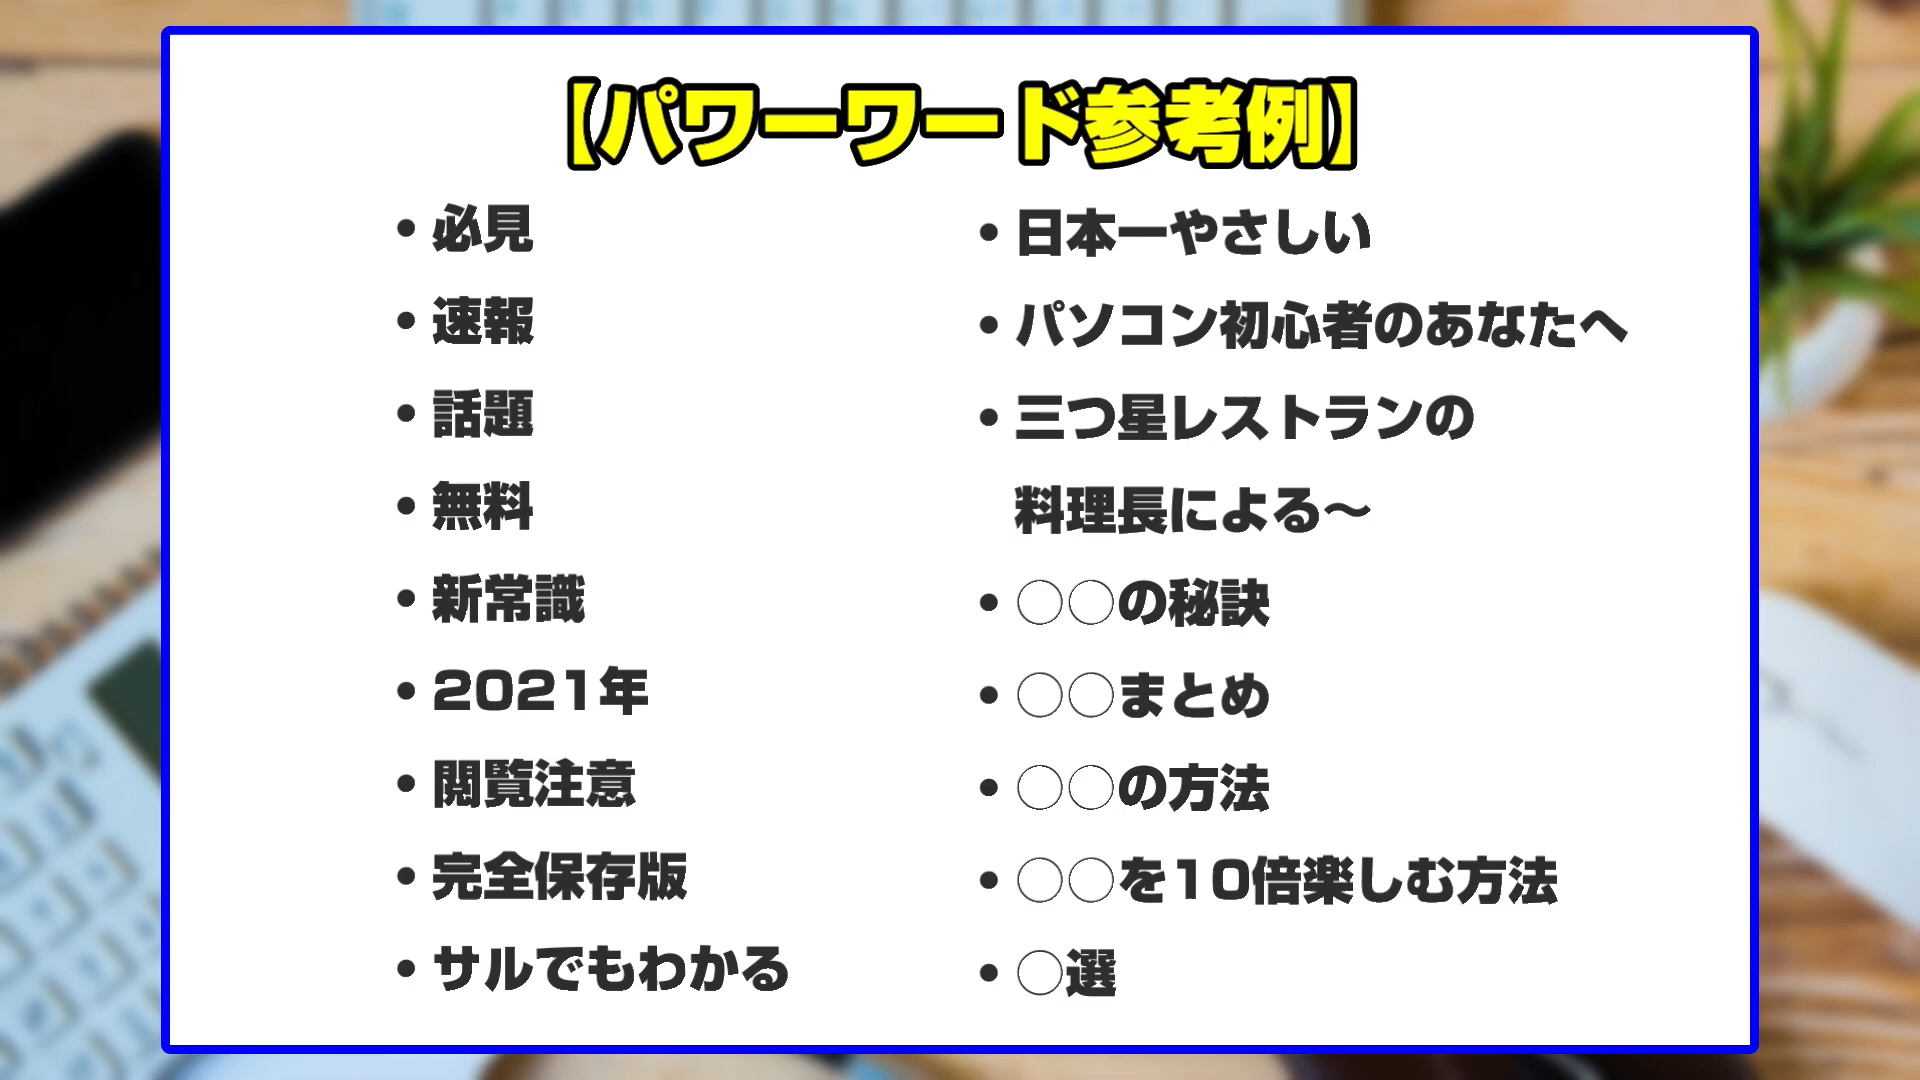 【パワーワード参考例】
・必見
・速報
・話題
・無料
・新常識
・2021年
・閲覧注意
・完全保存版
・サルでもわかる
・日本一やさしい
・パソコン初心者のあなたへ
・三つ星レストランの
料理長による〜
・○○の秘訣
・○○まとめ
・○○の方法
・○○を10倍楽しむ方法
・○選